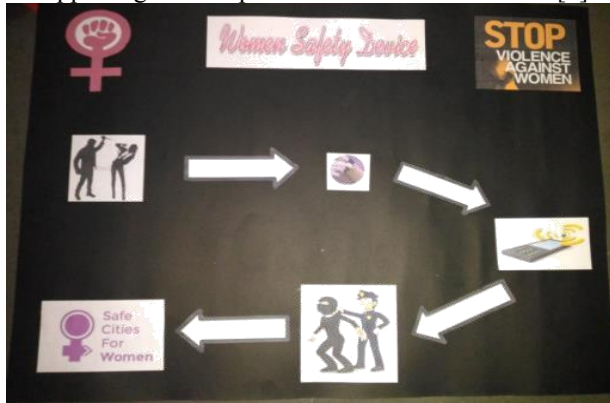 Women Safety Device
STOP
VIOLENCE
AGAINST
WOMEN
Safe
Cities
For
Women